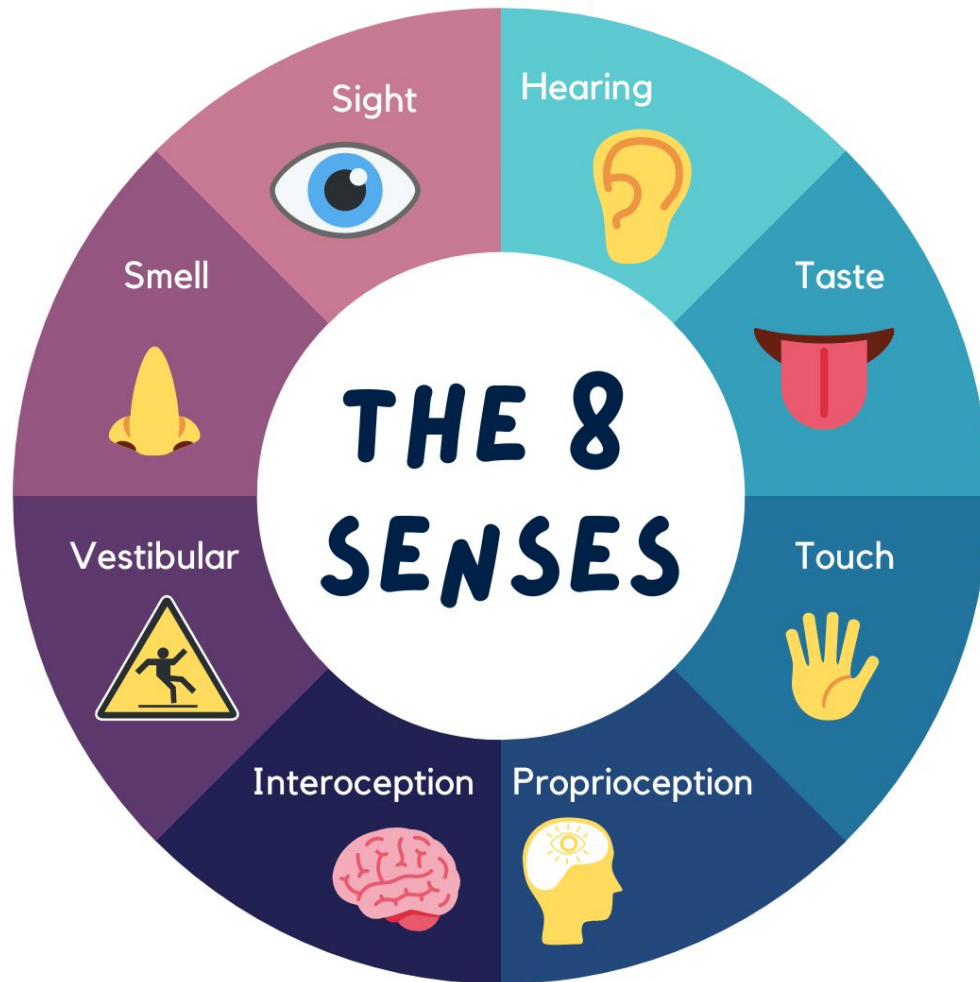 Sight
Hearing
Smell
Taste
THE 8
SENSES
Vestibular
Touch
Interoception
Proprioception